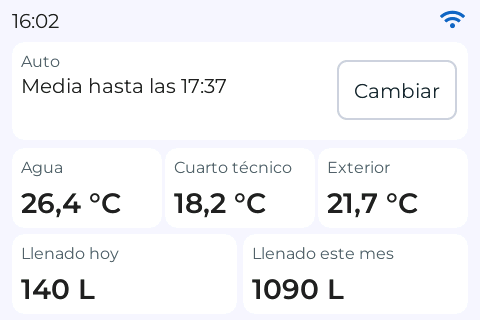 16:02
Auto
Media hasta las 17:37
Cambiar
Agua
26,4 °C
Cuarto técnico
18,2 °C
Exterior
21,7 °C
Llenado hoy
140 L
Llenado este mes
1090 L